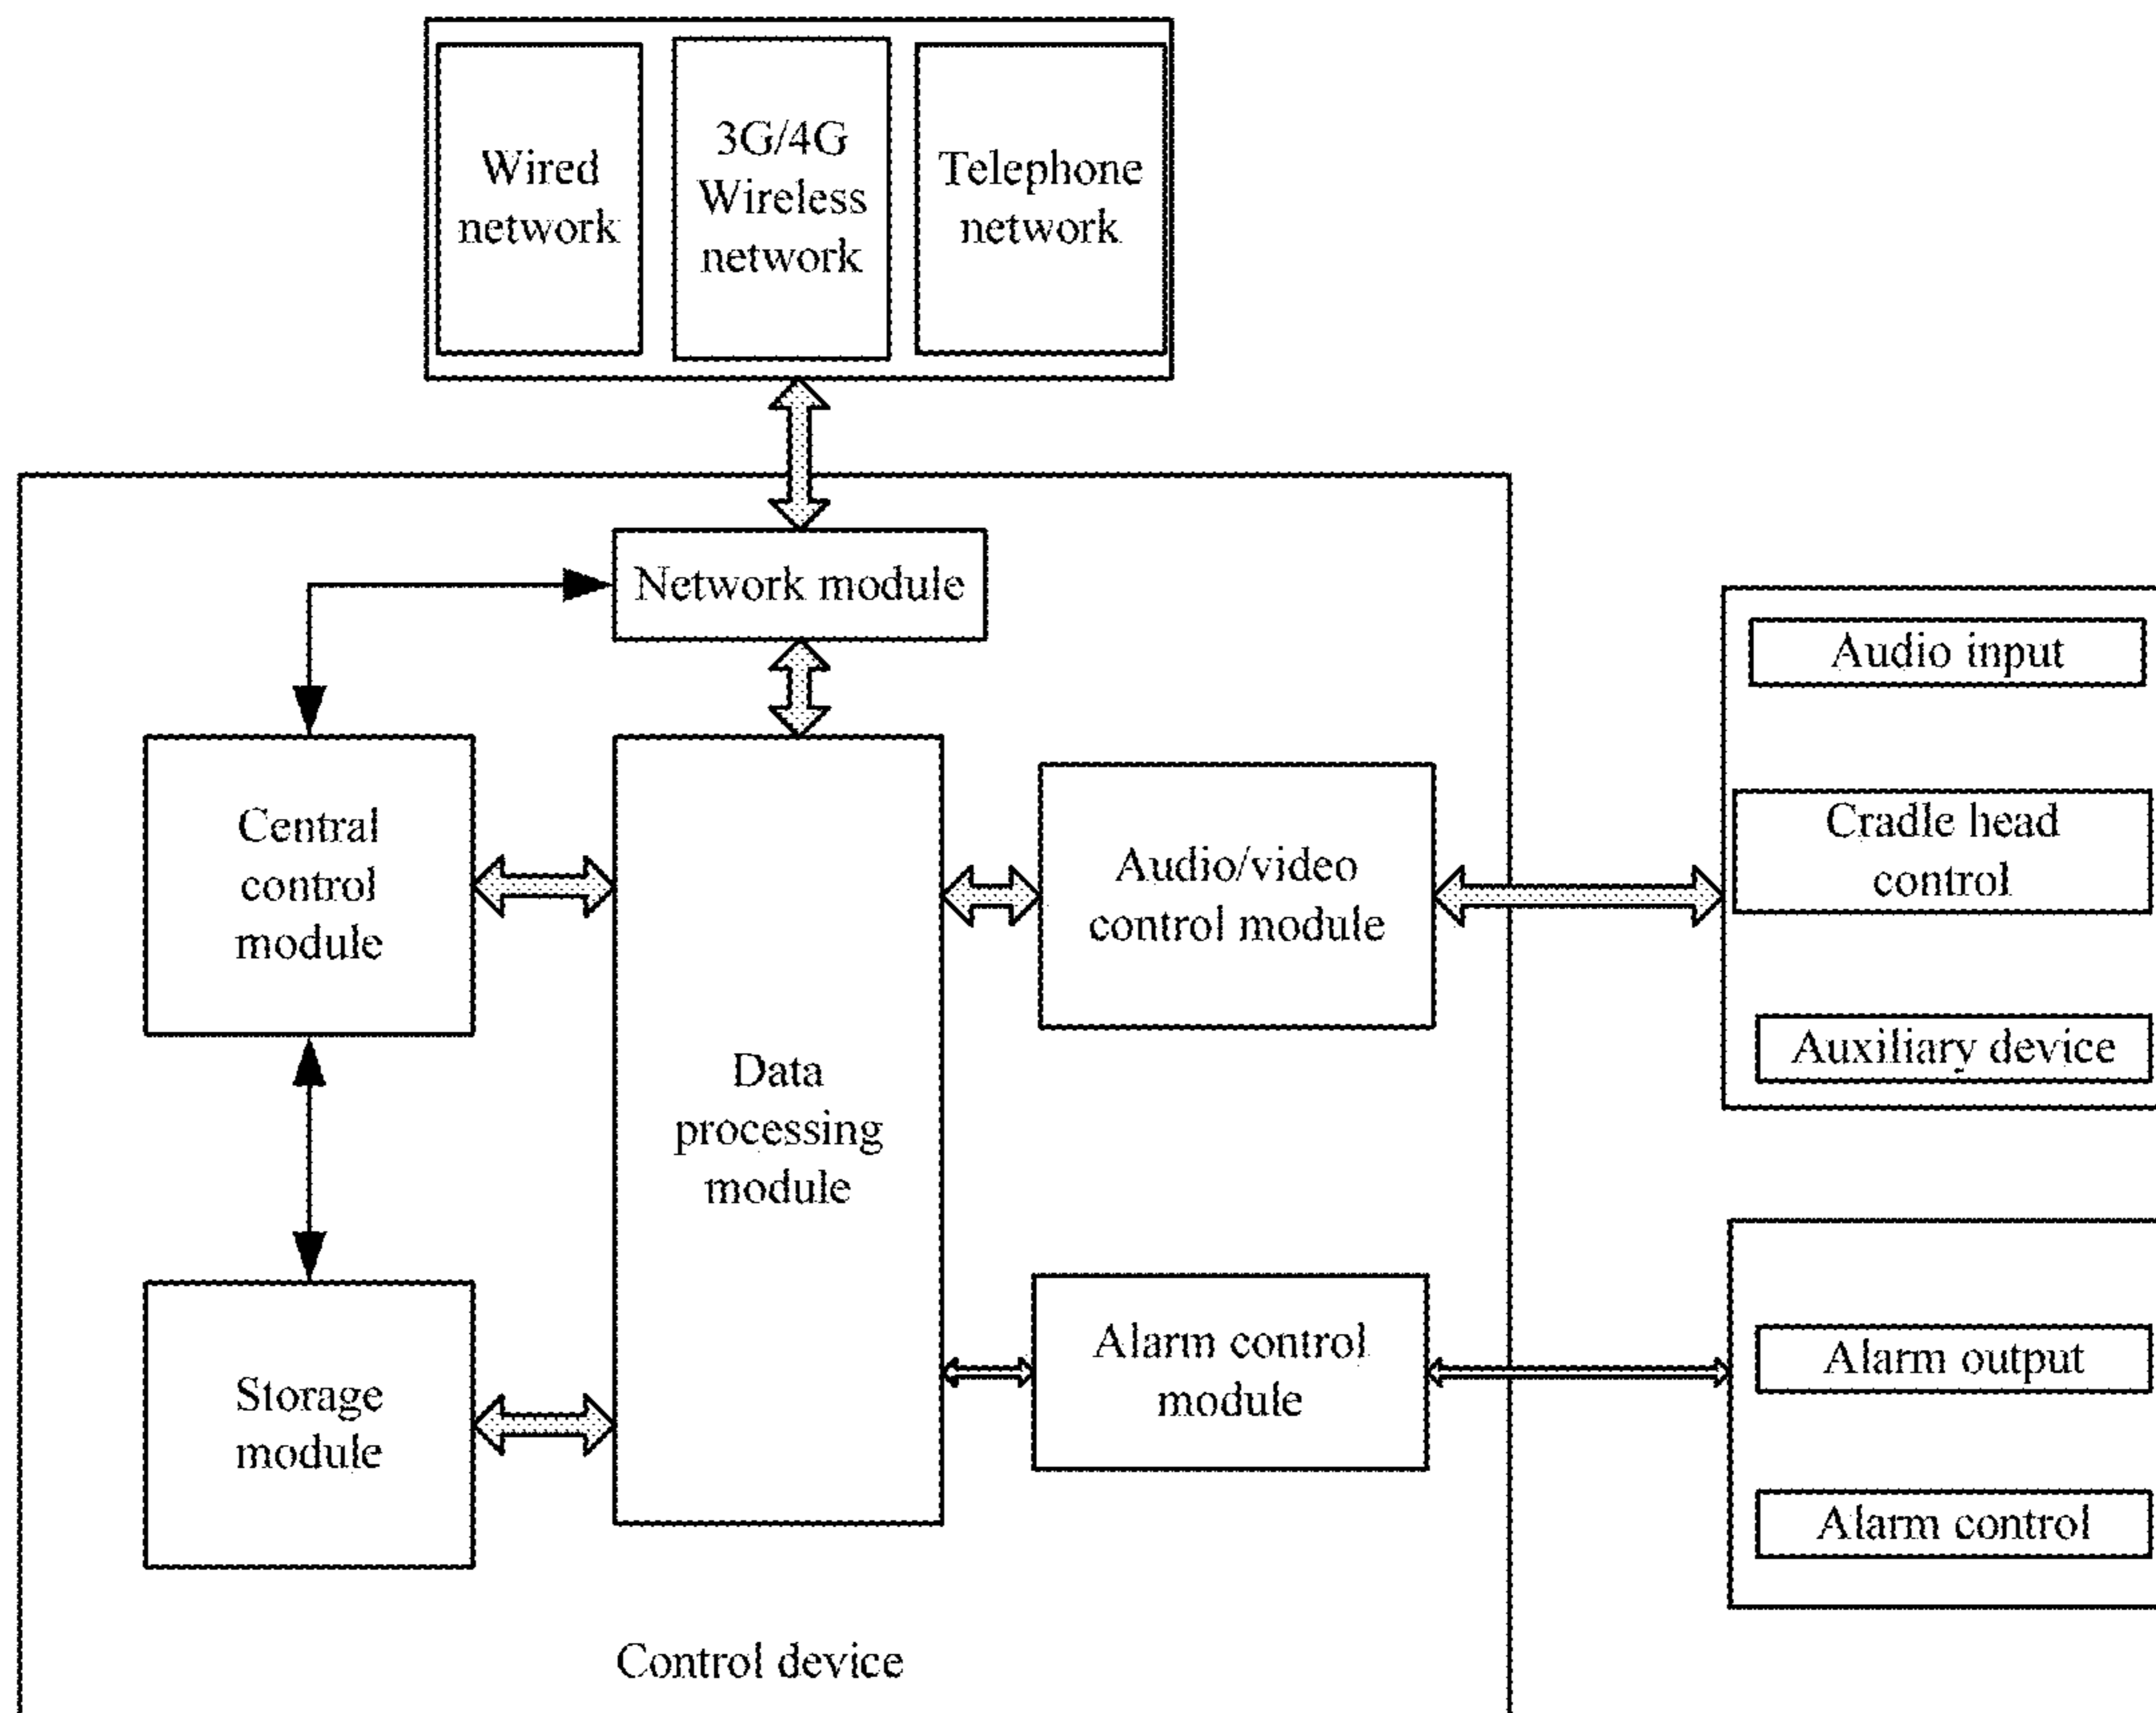 Wired
network
3G/4G
Wireless
network
Telephone
network
Network module
Audio input
Central
control
module
Audio/video
control module
Cradle head
control
Auxiliary device
Data
processing
module
Storage
module
Alarm control
module
Alarm output
Alarm control
Control device